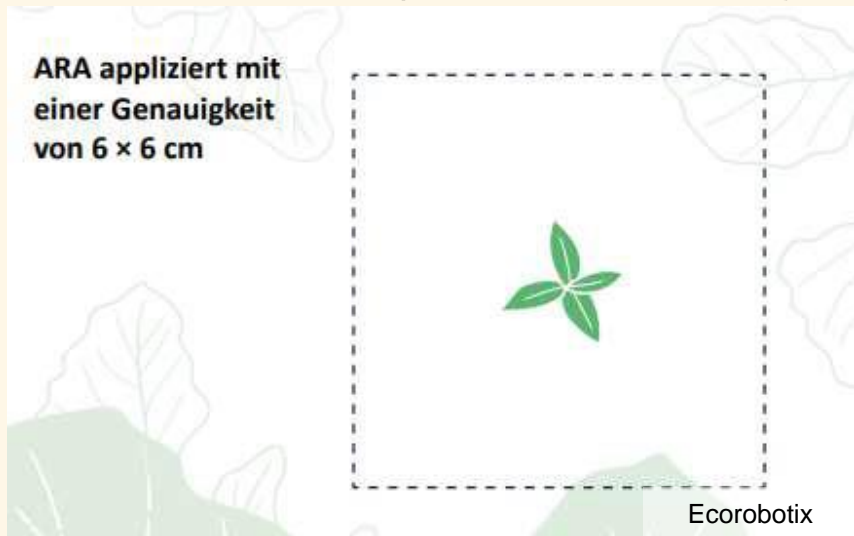 ARA appliziert mit
einer Genauigkeit
von 6 × 6 cm
Ecorobotix